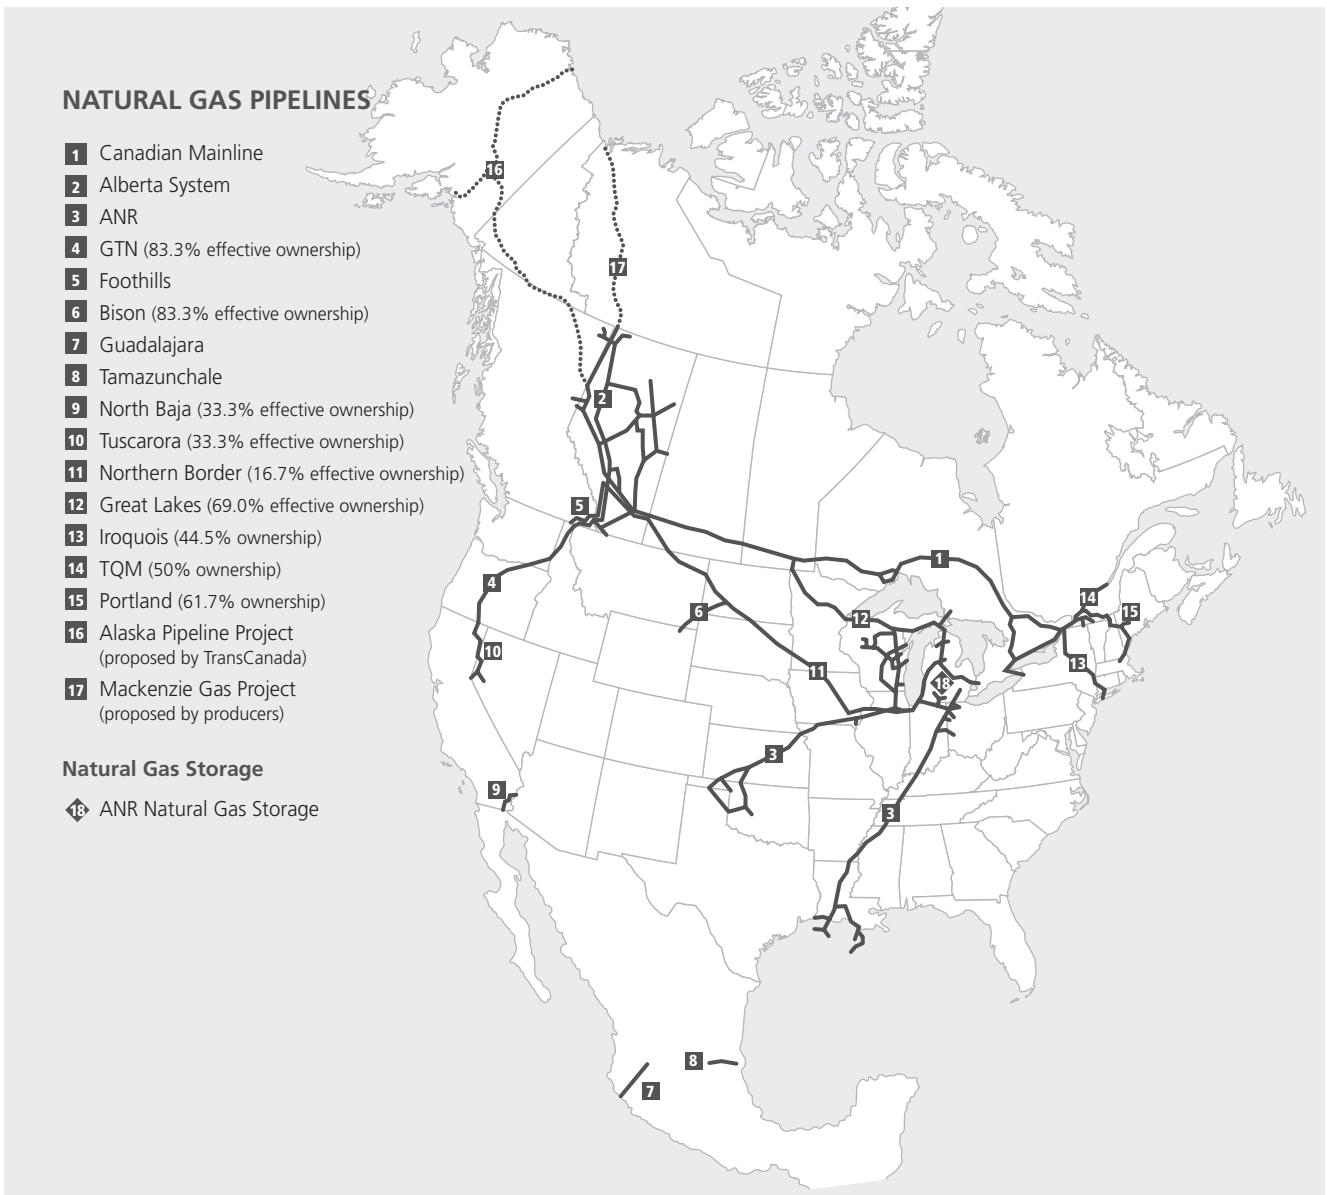 NATURAL GAS PIPELINES
1 Canadian Mainline
2 Alberta System
3 ANR
4 GTN (83.3% effective ownership)
5 Foothills
6 Bison (83.3% effective ownership)
7 Guadalajara
8 Tamazunchale
9 North Baja (33.3% effective ownership)
10 Tuscarora (33.3% effective ownership)
11 Northern Border (16.7% effective ownership)
12 Great Lakes (69.0% effective ownership)
13 Iroquois (44.5% ownership)
14 TQM (50% ownership)
15 Portland (61.7% ownership)
16 Alaska Pipeline Project
(proposed by TransCanada)
17 Mackenzie Gas Project
(proposed by producers)
Natural Gas Storage
18 ANR Natural Gas Storage
16
17
2
5
1
4
14
6
12
15
10
11
13
18
3
9
3
8
7